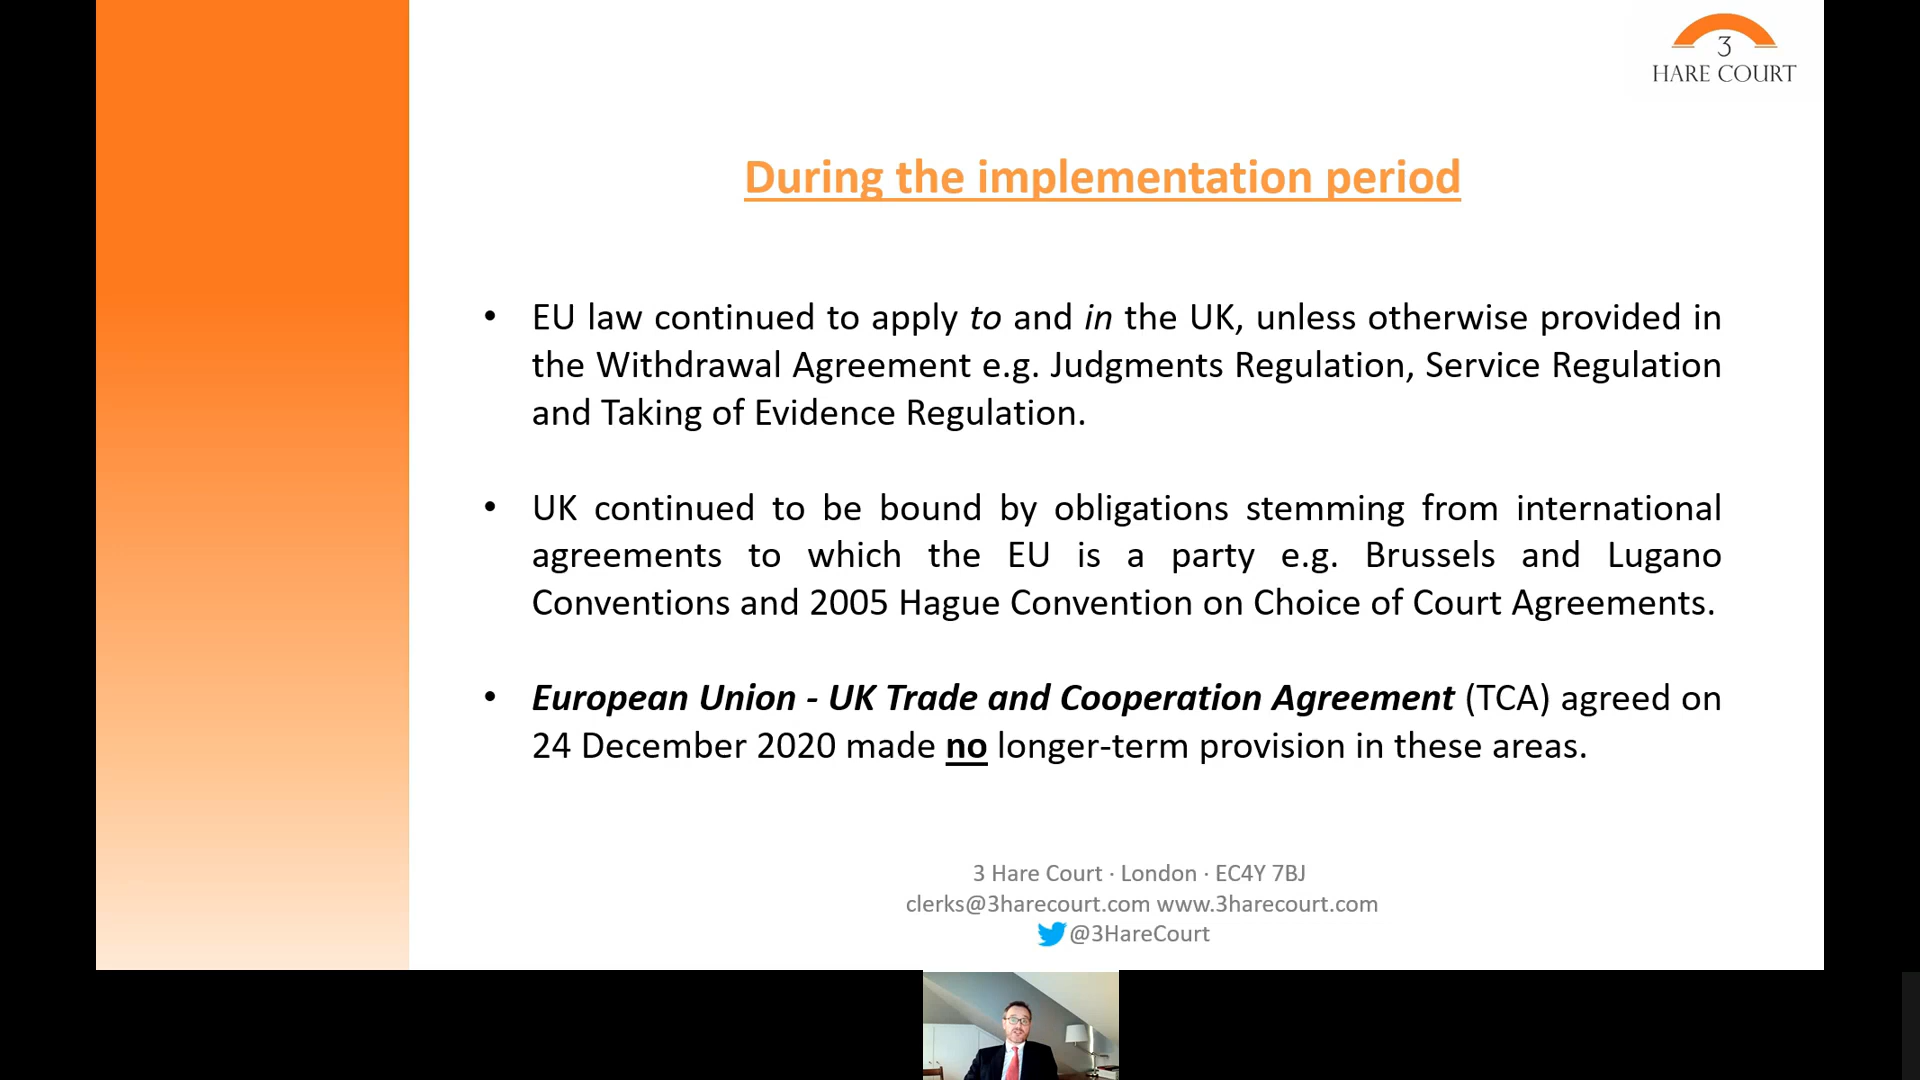 3
HARE COURT
During the implementation period
• EU law continued to apply to and in the UK, unless otherwise provided in
the Withdrawal Agreement e.g. Judgments Regulation, Service Regulation
and Taking of Evidence Regulation.
• UK continued to be bound by obligations stemming from international
agreements to which the EU is a party e.g. Brussels and Lugano
Conventions and 2005 Hague Convention on Choice of Court Agreements.
• European Union - UK Trade and Cooperation Agreement (TCA) agreed on
24 December 2020 made no longer-term provision in these areas.
3 Hare Court · London · EC4Y 7BJ
clerks@3harecourt.com www.3harecourt.com
@3HareCourt